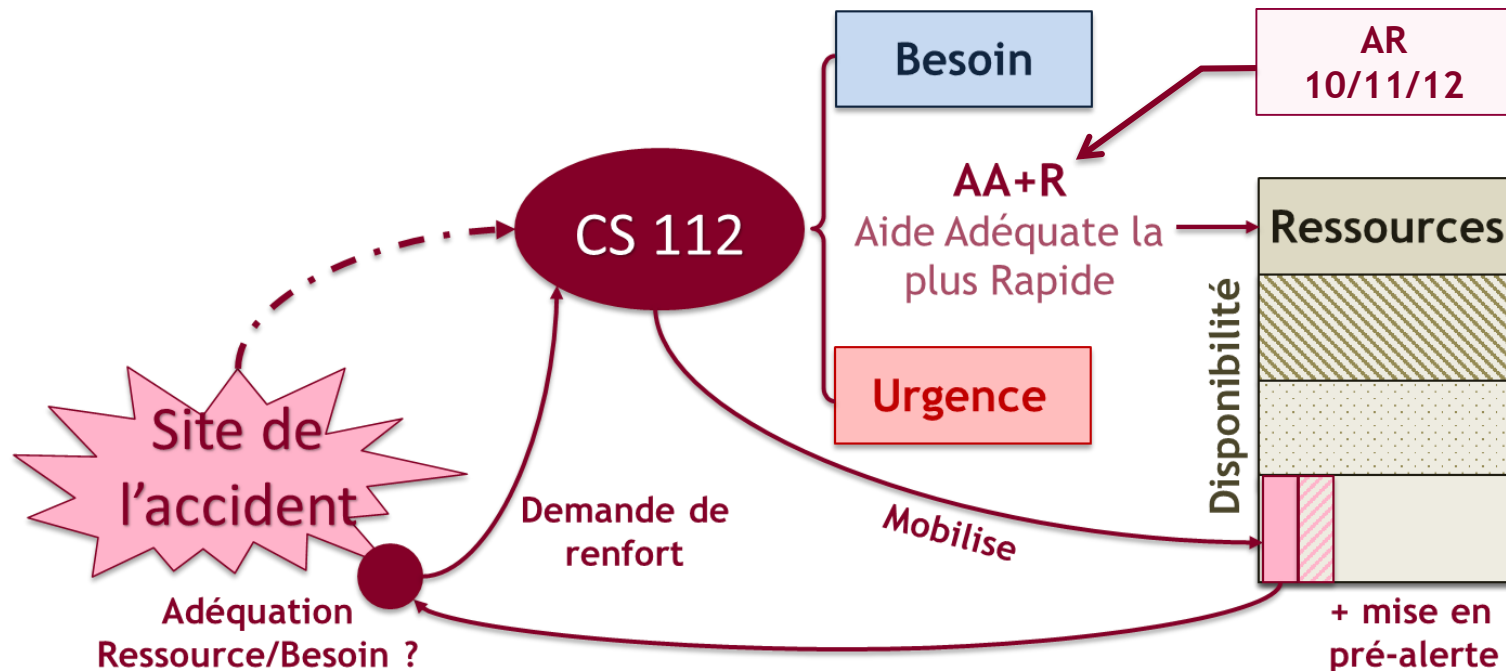 Besoin
AR
10/11/12
AA+R
Aide Adéquate la
plus Rapide
CS 112
Ressources
Disponibilité
Urgence
Site de
l’accident
Demande de
renfort
Mobilise
Adéquation
Ressource/Besoin ?
+ mise en
pré-alerte